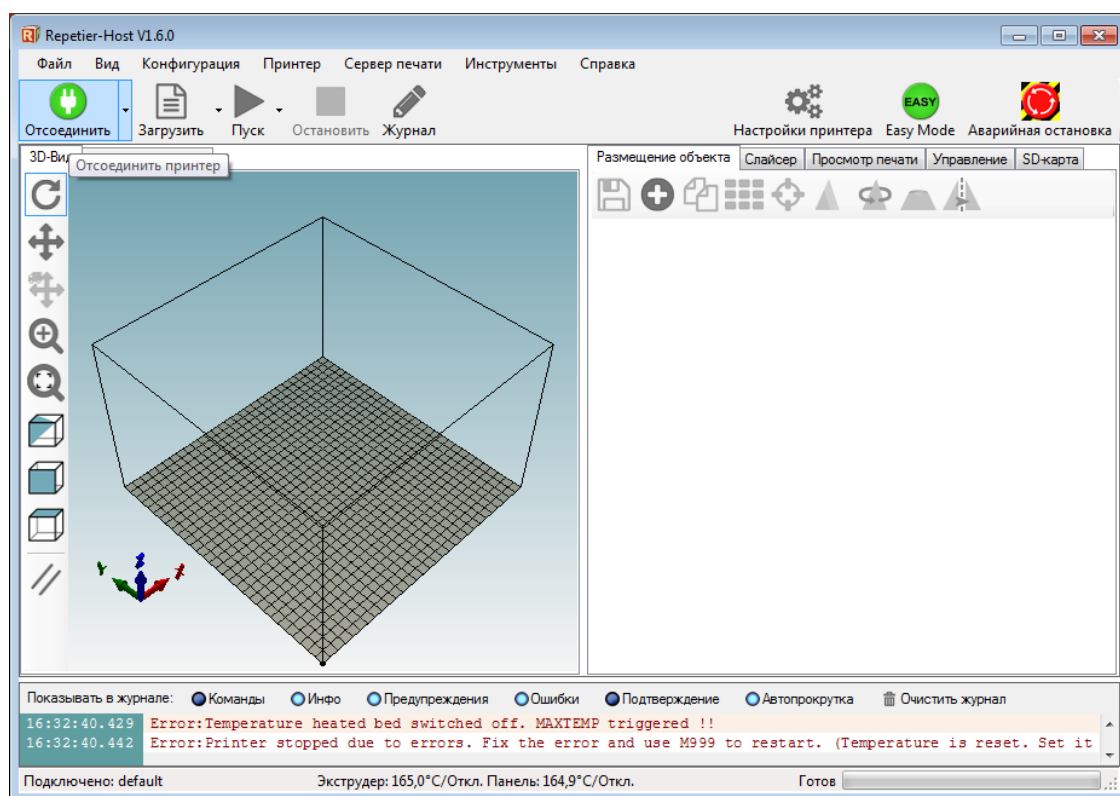 Repetier-Host V1.6.0
Файл Вид Конфигурация Принтер Сервер печати Инструменты Справка
EASY
Отсоединить Загрузить Пуск Остановить Журнал Настройки принтера Easy Mode Аварийная остановка
3D-Вид Размещение объекта Слайсер Просмотр печати Управление SD-карта
Отсоединить принтер
Показывать в журнале: Команды Инфо Предупреждения Ошибки Подтверждение Автопрокрутка Очистить журнал
16:32:40.429 Error:Temperature heated bed switched off. MAXTEMP triggered !!
16:32:40.442 Error:Printer stopped due to errors. Fix the error and use M999 to restart. (Temperature is reset. Set it
Подключено: default Экструдер: 165,0°C/Откл. Панель: 164,9°C/Откл. Готов